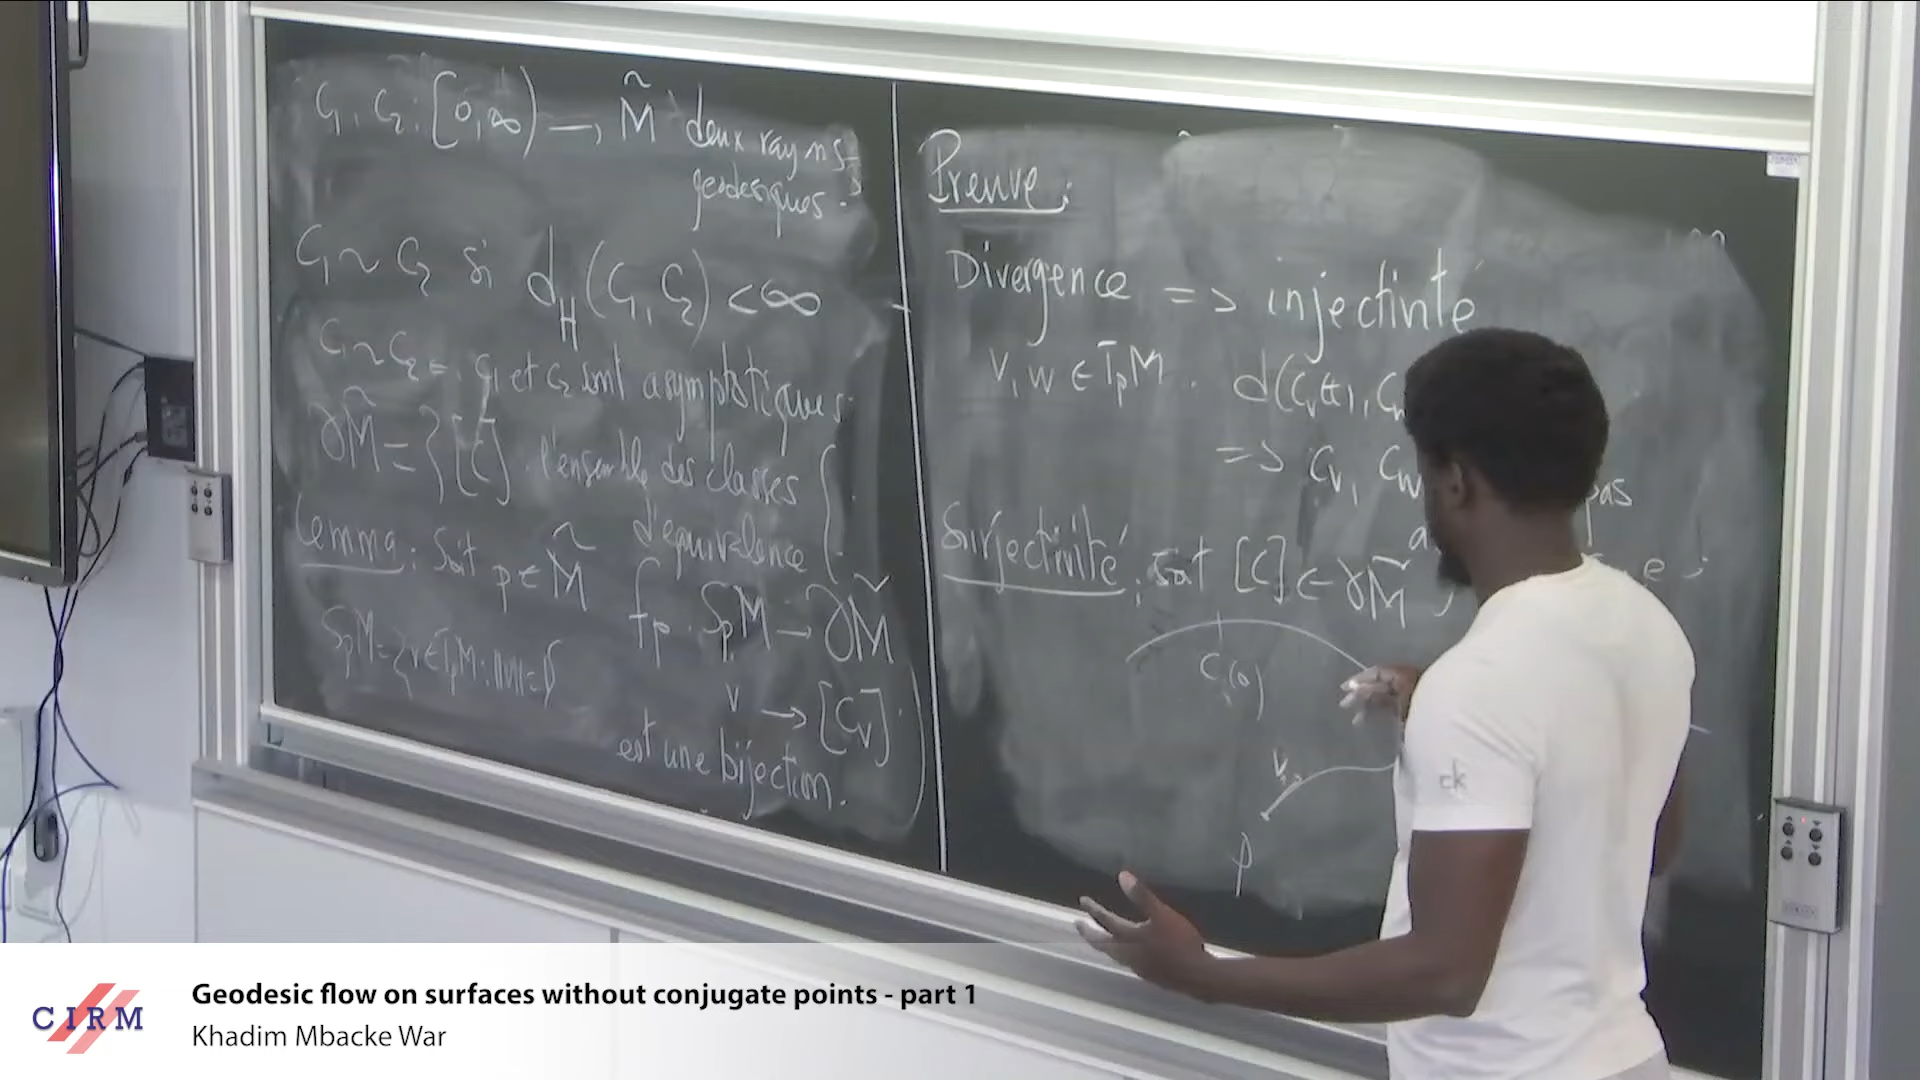 C₁, C₂ : [0, ∞) → M̃ deux rayons
géodésiques.
C₁ ~ C₂ si d_H(C₁, C₂) < ∞
C₁ ~ C₂ = C₁ et C₂ sont asymptotiques.
∂M̃ = {[C] l'ensemble des classes
d'équivalence }
Lemma : Soit p ∈ M̃
f_p : S_pM → ∂M̃
S_pM = {v ∈ T_pM : ||v|| = 1}
v → [C_v]
est une bijection.
Preuve :
Divergence => injectivité
v, w ∈ T_pM . d(C_v(t), C_w
=> C_v, C_w
pas
Surjectivité : soit [C] ∈ ∂M̃,
C(0)
v
p
ck
CIRM
Geodesic flow on surfaces without conjugate points - part 1
Khadim Mbacke War